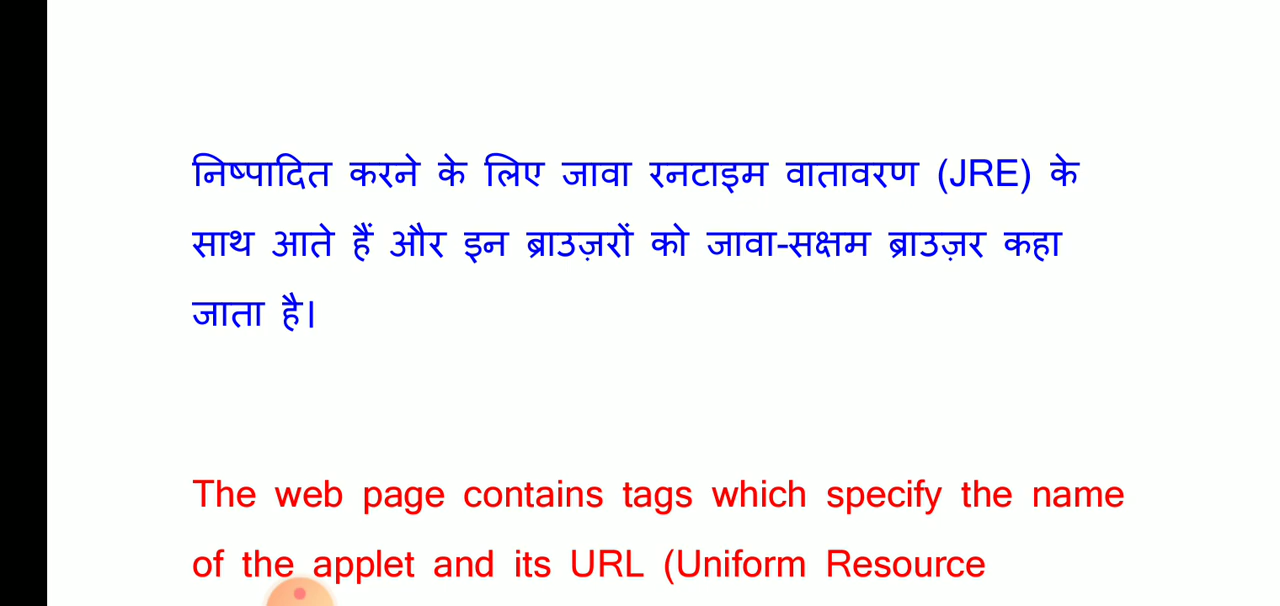 निष्पादित करने के लिए जावा रनटाइम वातावरण (JRE) के
साथ आते हैं और इन ब्राउज़रों को जावा-सक्षम ब्राउज़र कहा
जाता है।
The web page contains tags which specify the name
of the applet and its URL (Uniform Resource